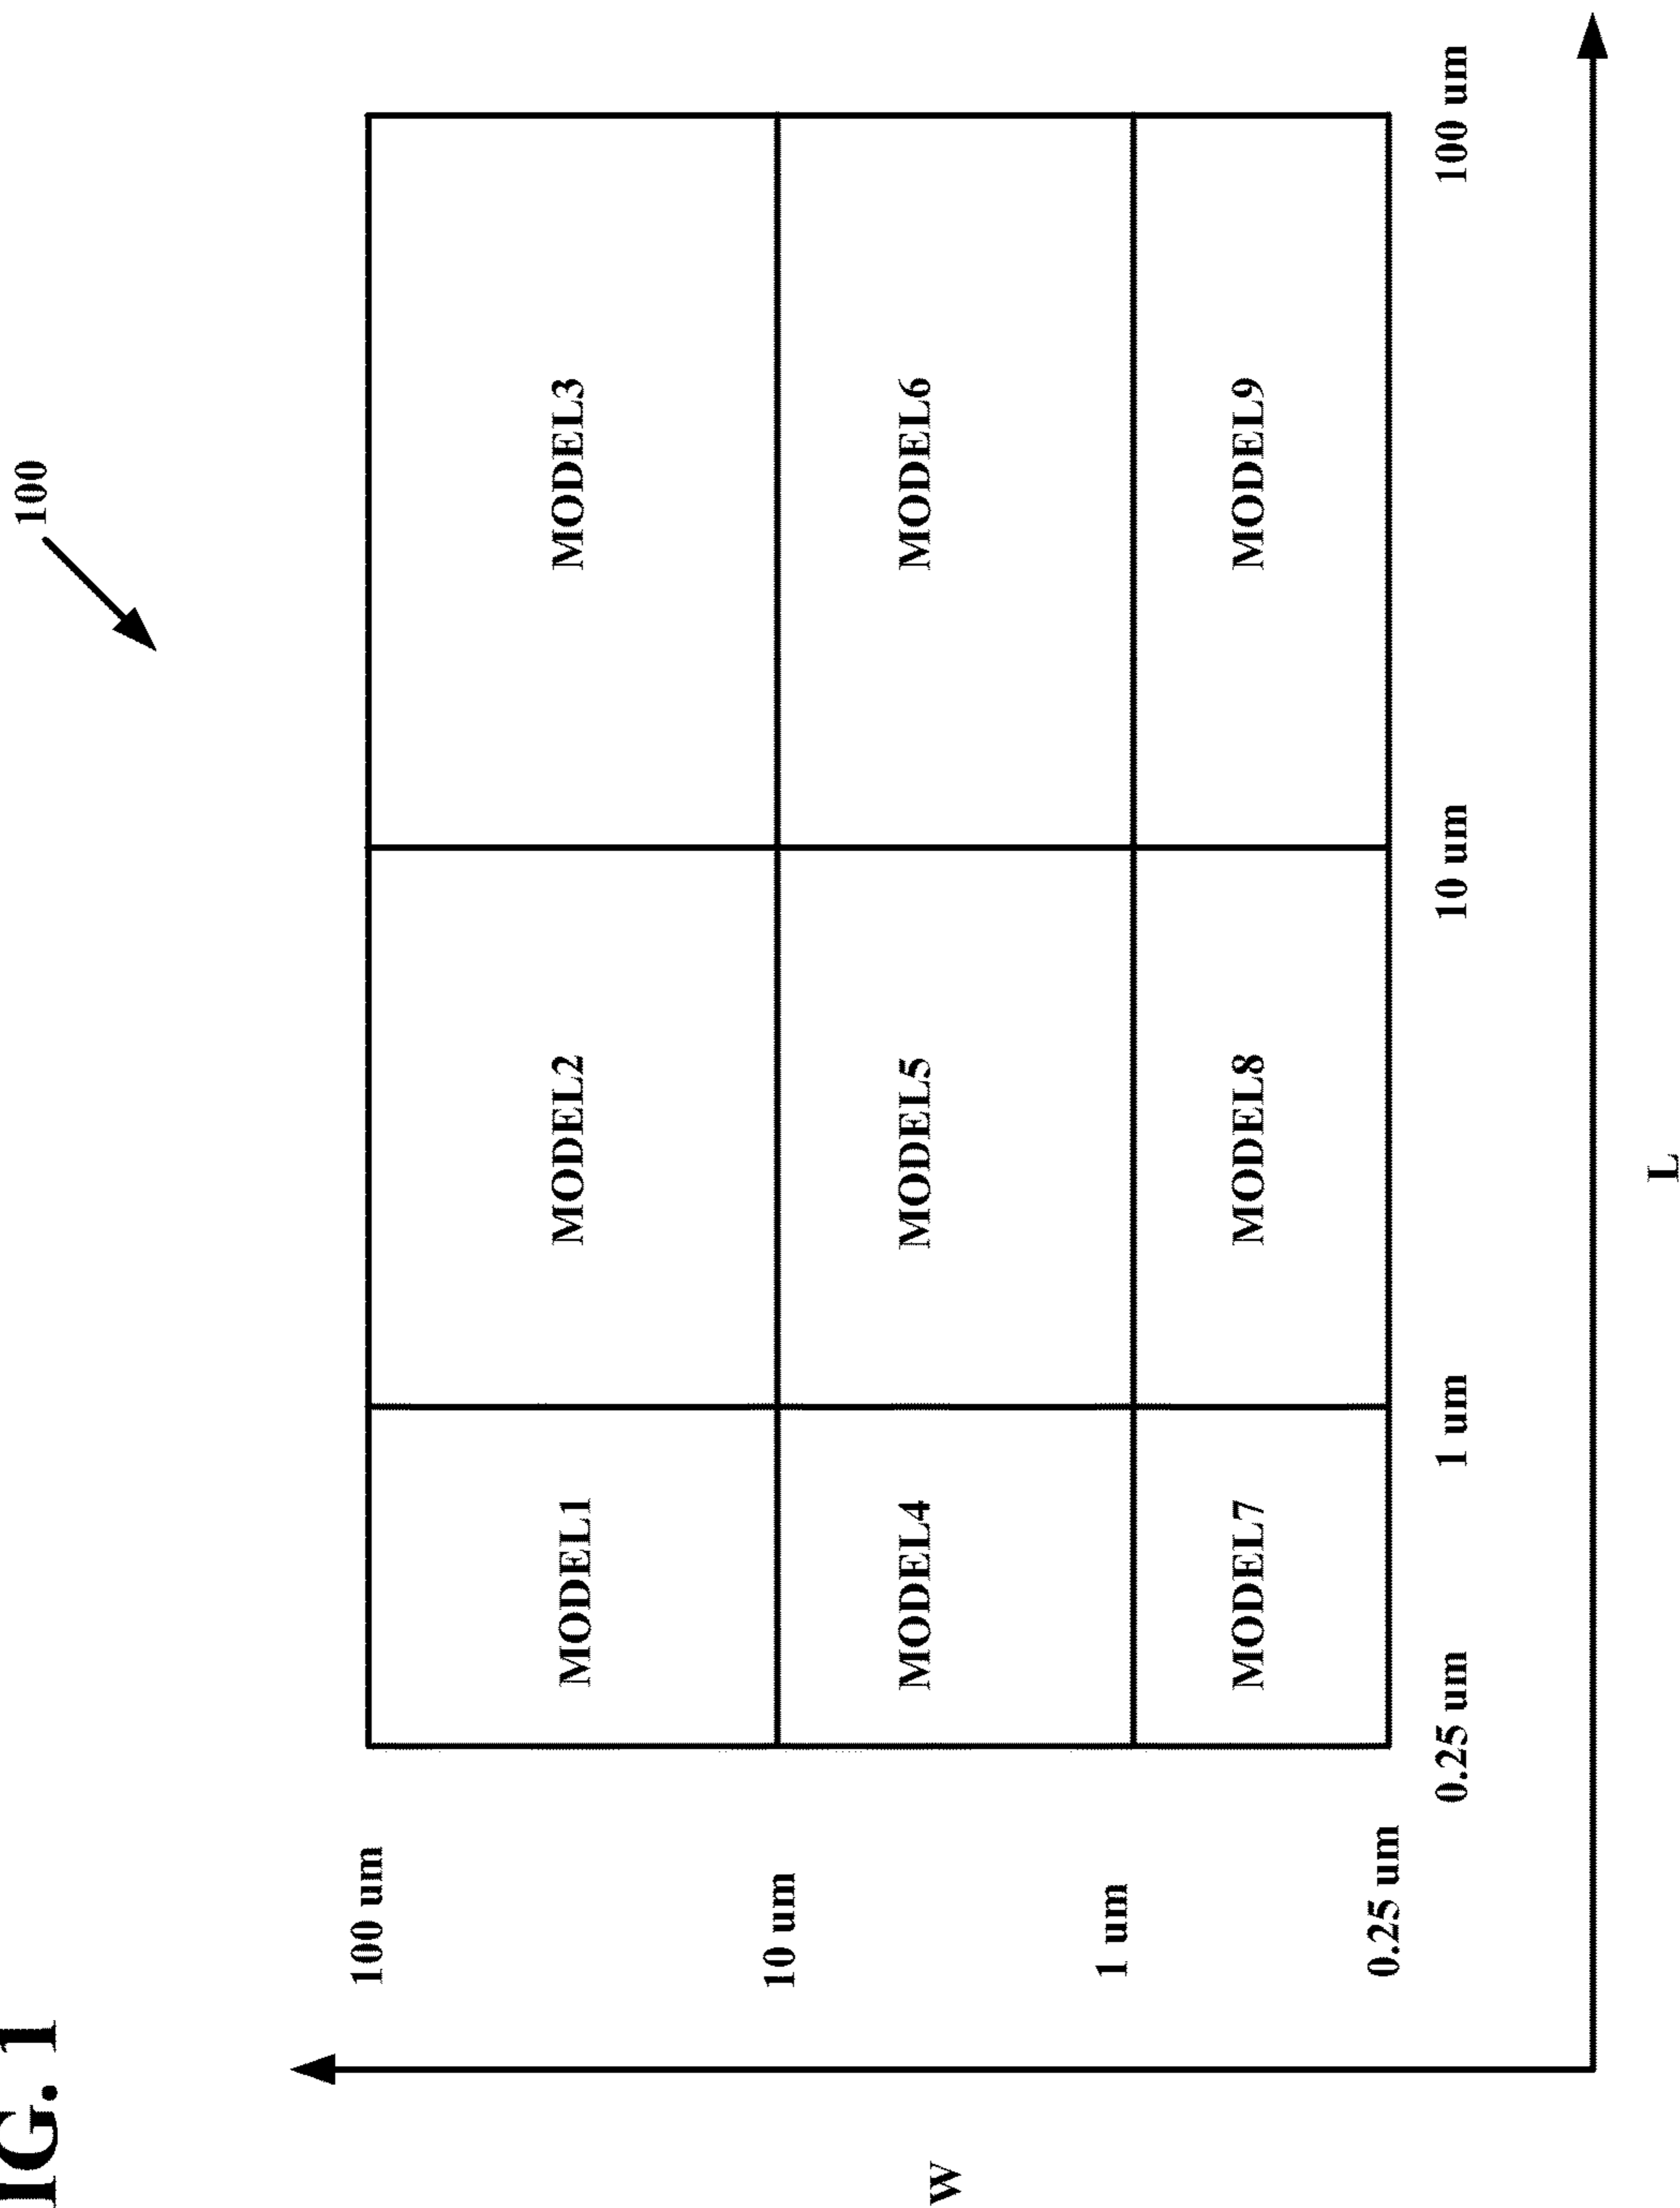 IG. 1
100
100 um
MODEL1 MODEL2 MODEL3
10 um
MODEL4 MODEL5 MODEL6
W
1 um
MODEL7 MODEL8 MODEL9
0.25 um
0.25 um 1 um 10 um 100 um
L